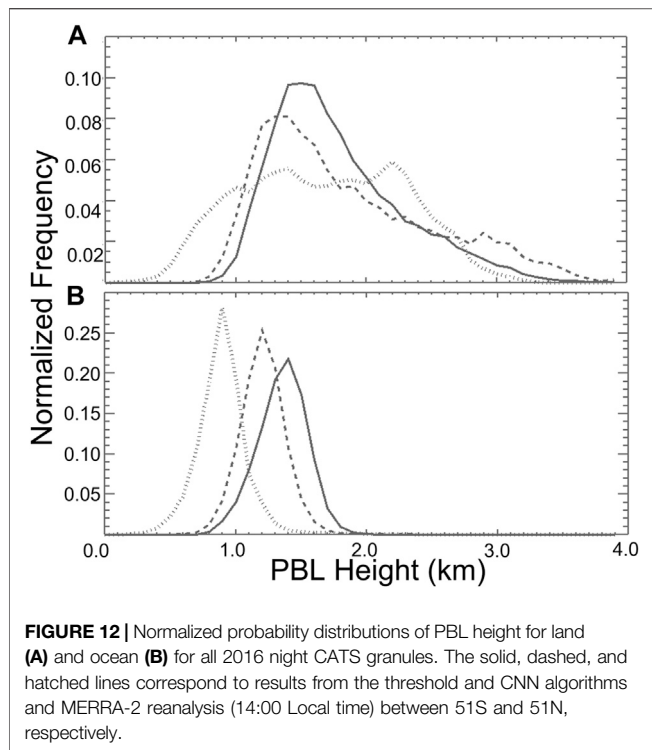 A
0.10
0.08
0.06
0.04
0.02
B
0.25
0.20
0.15
0.10
0.05
Normalized Frequency
0.0 1.0 2.0 3.0 4.0
PBL Height (km)
FIGURE 12 | Normalized probability distributions of PBL height for land
(A) and ocean (B) for all 2016 night CATS granules. The solid, dashed, and
hatched lines correspond to results from the threshold and CNN algorithms
and MERRA-2 reanalysis (14:00 Local time) between 51S and 51N,
respectively.